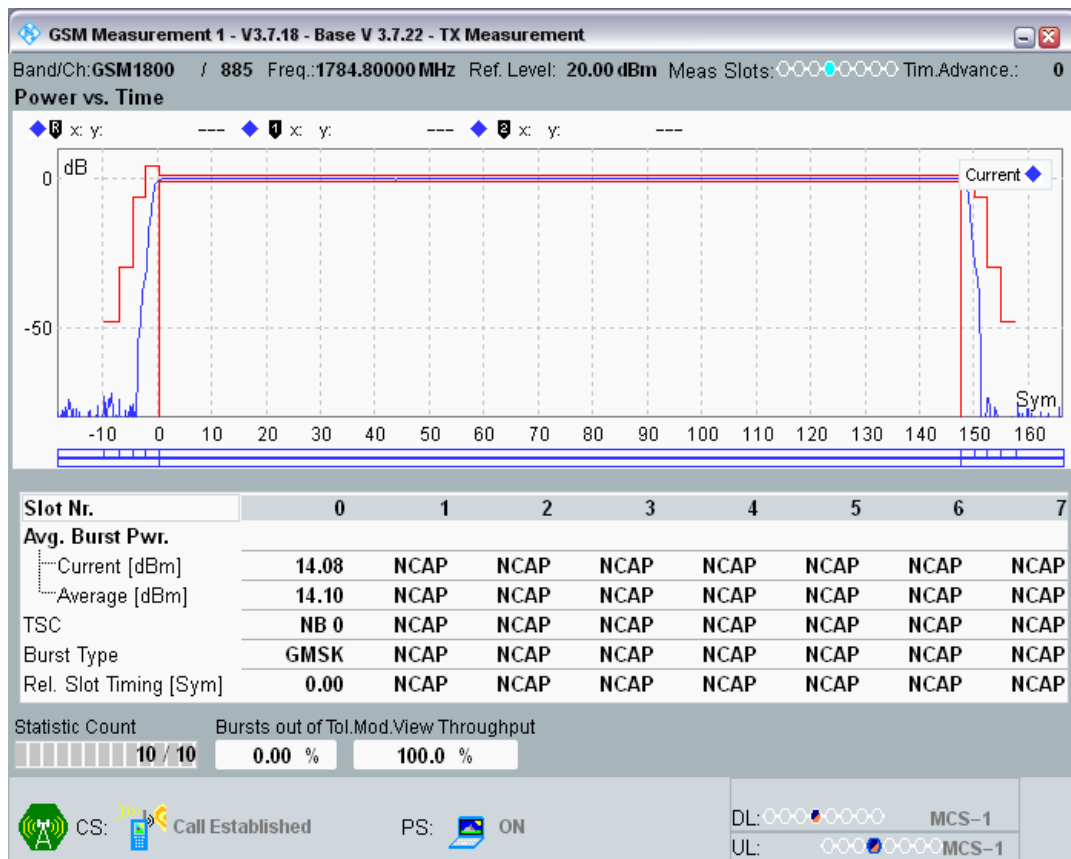 GSM Measurement 1 - V3.7.18 - Base V 3.7.22 - TX Measurement
Band/Ch:GSM1800 / 885 Freq.:1784.80000 MHz Ref. Level: 20.00 dBm Meas Slots: Tim.Advance.: 0
Power vs. Time
R x: y: --- 1 x: y: --- 2 x: y: ---
dB
Current
0
-50
Sym
-10 0 10 20 30 40 50 60 70 80 90 100 110 120 130 140 150 160
Slot Nr. 0 1 2 3 4 5 6 7
Avg. Burst Pwr.
Current [dBm] 14.08 NCAP NCAP NCAP NCAP NCAP NCAP NCAP
Average [dBm] 14.10 NCAP NCAP NCAP NCAP NCAP NCAP NCAP
TSC NB 0 NCAP NCAP NCAP NCAP NCAP NCAP NCAP
Burst Type GMSK NCAP NCAP NCAP NCAP NCAP NCAP NCAP
Rel. Slot Timing [Sym] 0.00 NCAP NCAP NCAP NCAP NCAP NCAP NCAP
Statistic Count Bursts out of Tol.Mod.View Throughput
10 / 10 0.00 % 100.0 %
CS: Call Established PS: ON
DL: MCS-1
UL: MCS-1